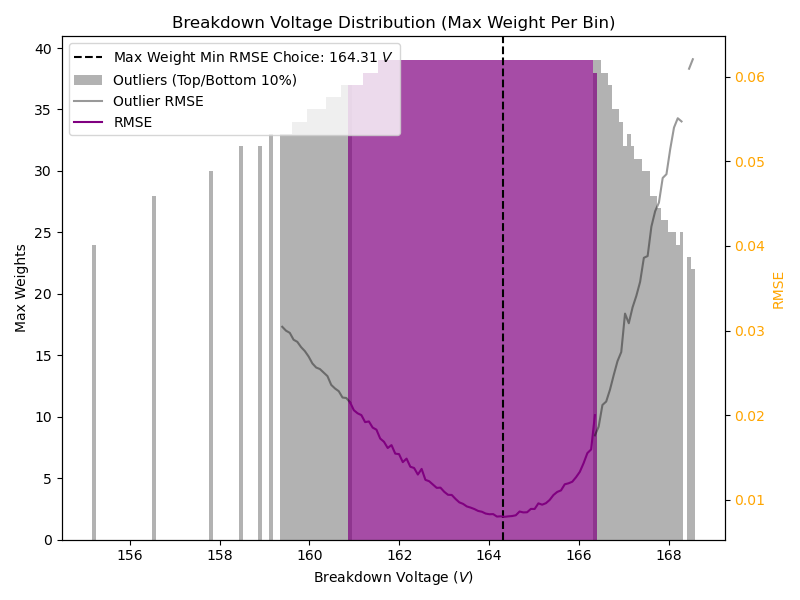 Breakdown Voltage Distribution (Max Weight Per Bin)
Max Weight Min RMSE Choice: 164.31 V
Outliers (Top/Bottom 10%)
Outlier RMSE
RMSE
40
35
30
25
20
15
10
5
0
Max Weights
0.06
0.05
0.04
0.03
0.02
0.01
RMSE
156 158 160 162 164 166 168
Breakdown Voltage (V)